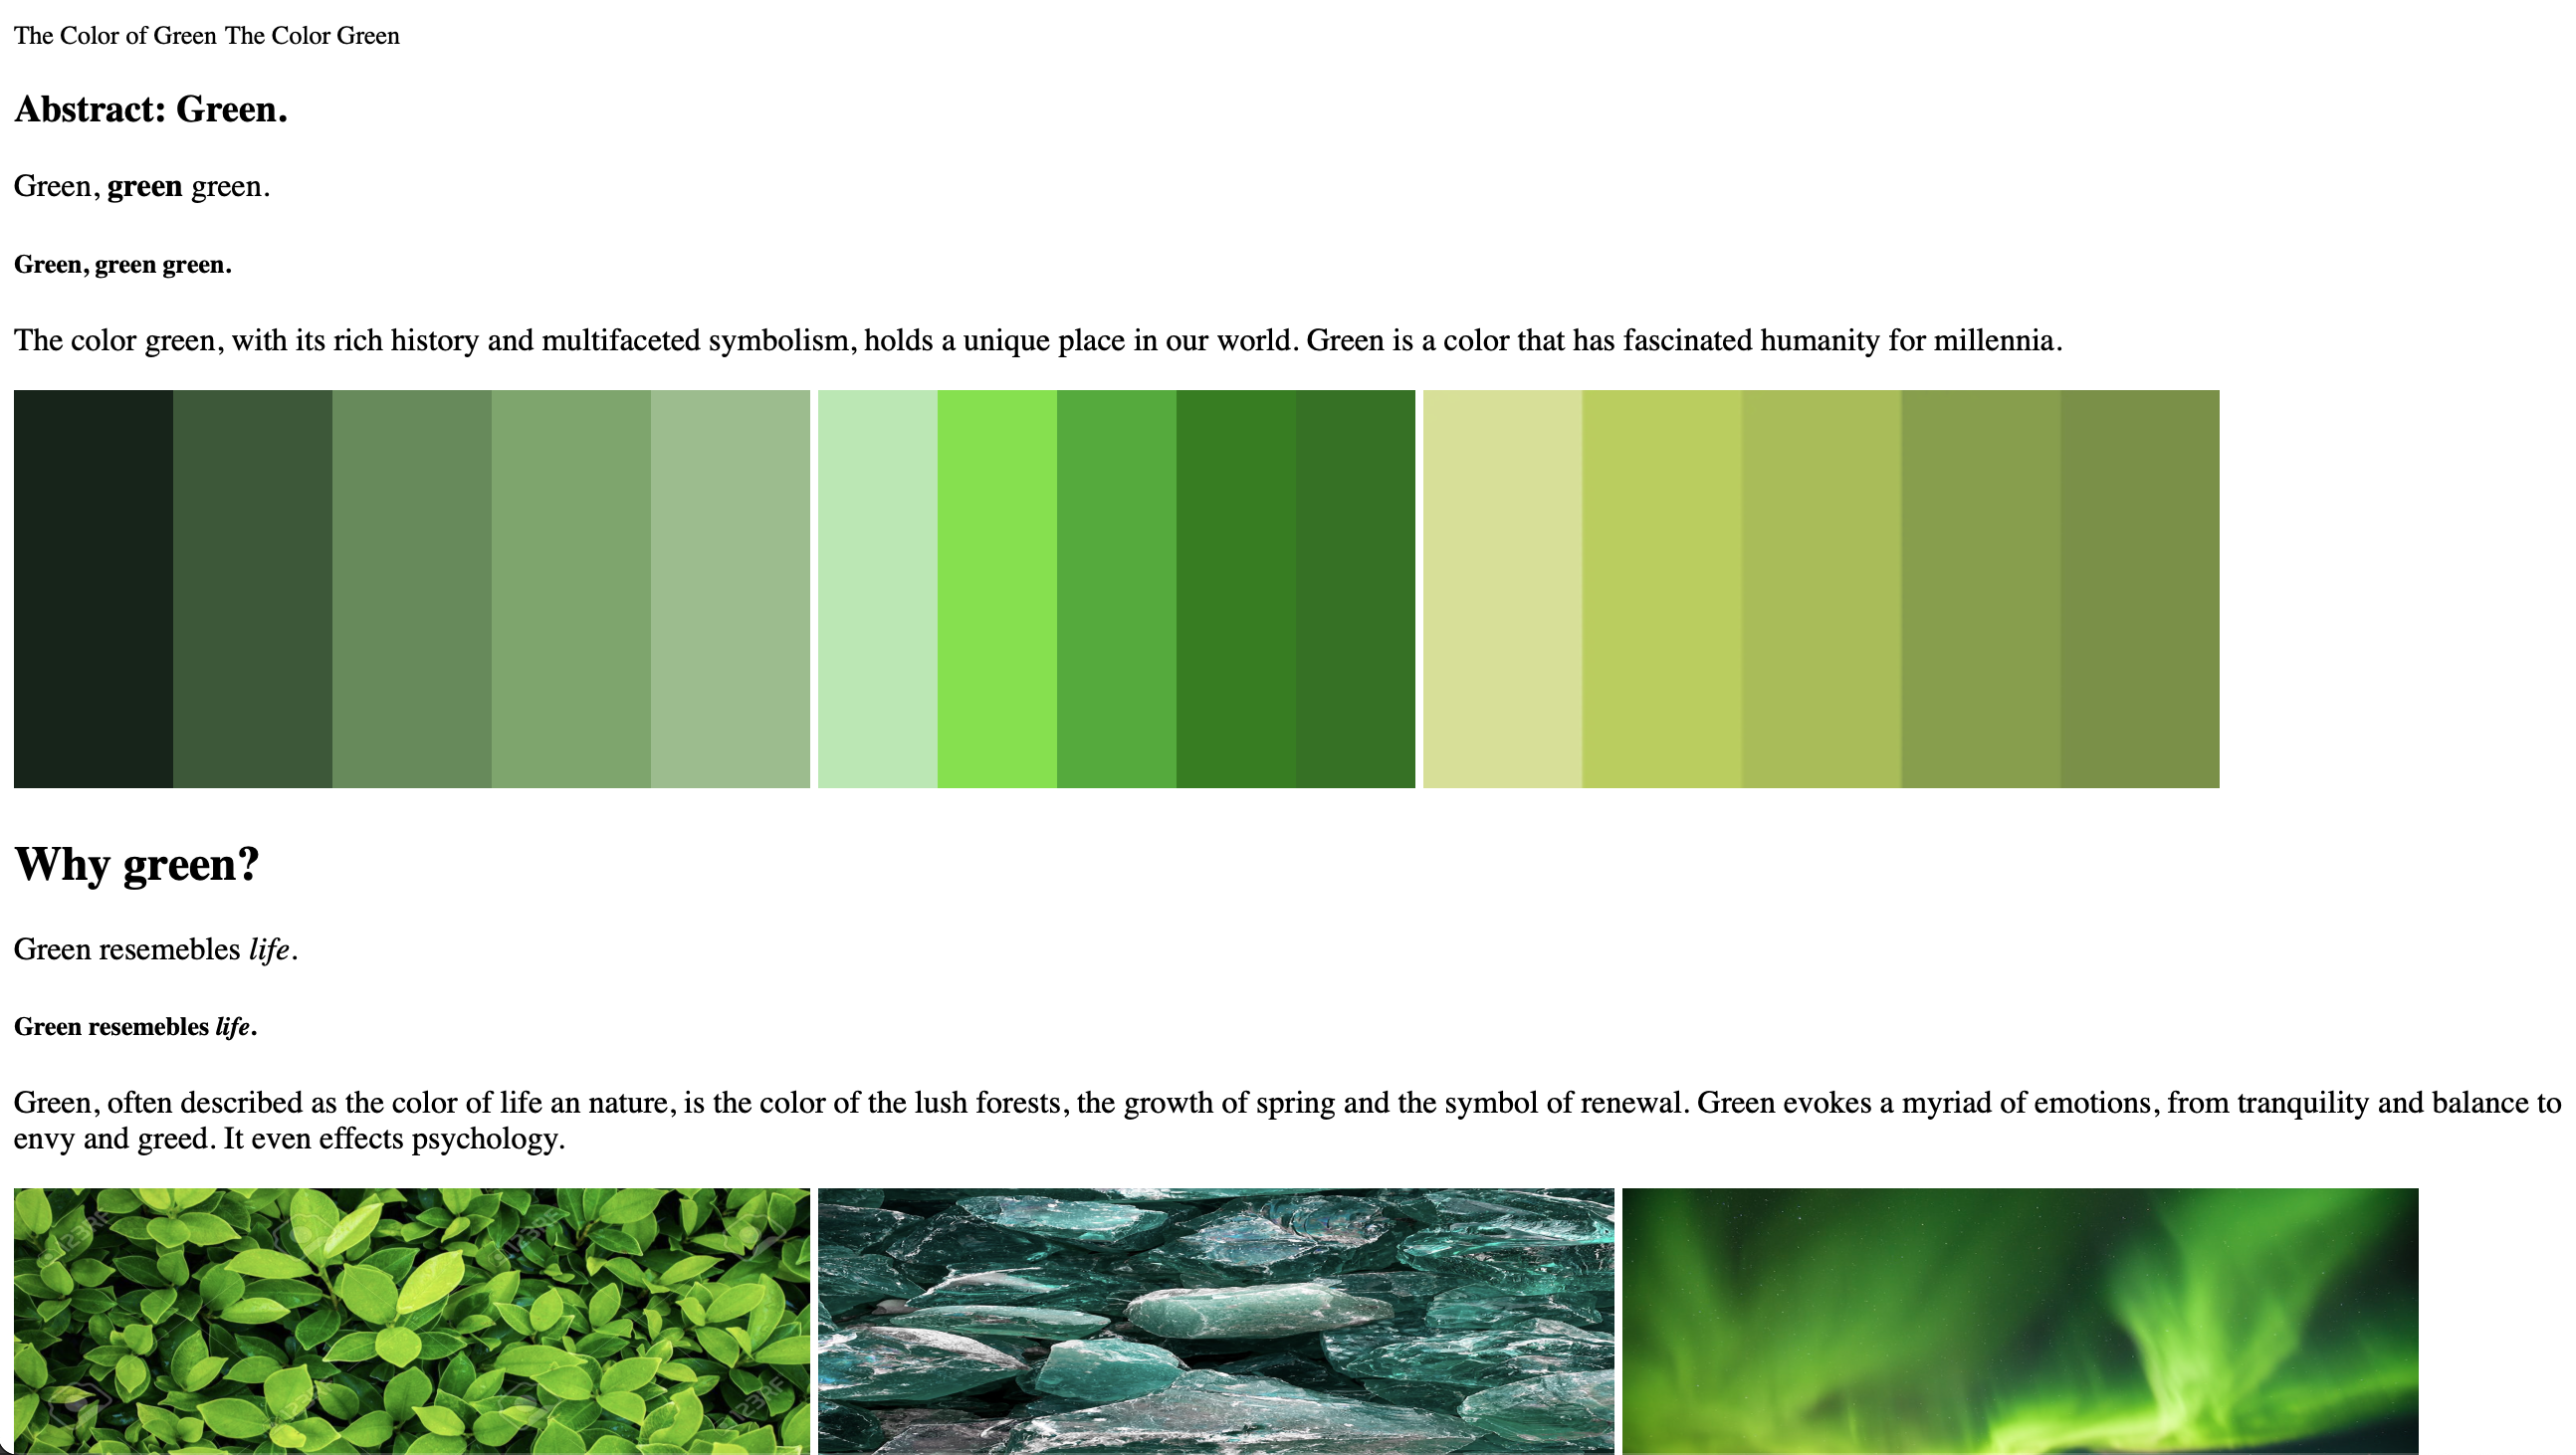 The Color of Green The Color Green
Abstract: Green.
Green, green green.
Green, green green.
The color green, with its rich history and multifaceted symbolism, holds a unique place in our world. Green is a color that has fascinated humanity for millennia.
Why green?
Green resemebles life.
Green resemebles life.
Green, often described as the color of life an nature, is the color of the lush forests, the growth of spring and the symbol of renewal. Green evokes a myriad of emotions, from tranquility and balance to
envy and greed. It even effects psychology.
123RF
123RF
123RF
123RF